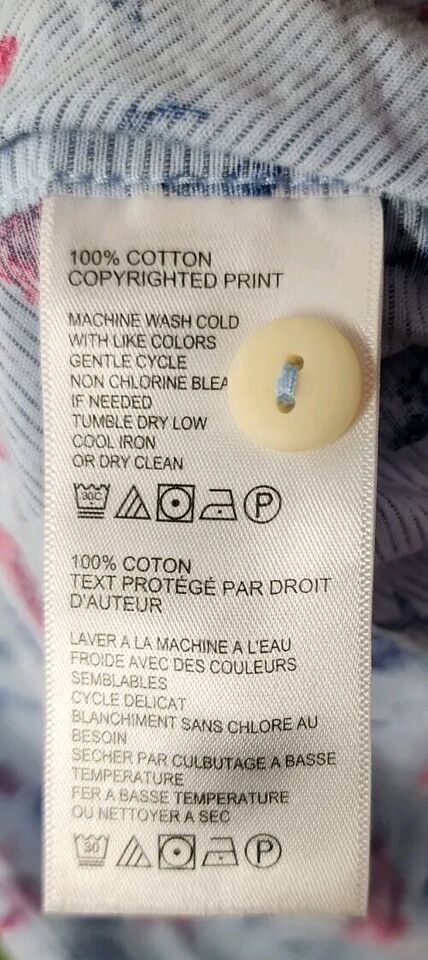 100% COTTON
COPYRIGHTED PRINT
MACHINE WASH COLD
WITH LIKE COLORS
GENTLE CYCLE
NON CHLORINE
IF NEEDED
TUMBLE DRY LOW
COOL IRON
OR DRY CLEAN
30C P
100% COTON
TEXT PROTÉGÉ PAR DROIT
D'AUTEUR
LAVER A LA MACHINE A L'EAU
FROIDE AVEC DES COULEURS
SEMBLABLES
CYCLE DELICAT
BLANCHIMENT SANS CHLORE AU
BESOIN
SECHER PAR CULBUTAGE A BASSE
TEMPERATURE
FER A BASSE TEMPERATURE
OU NETTOYER A SEC
30 P